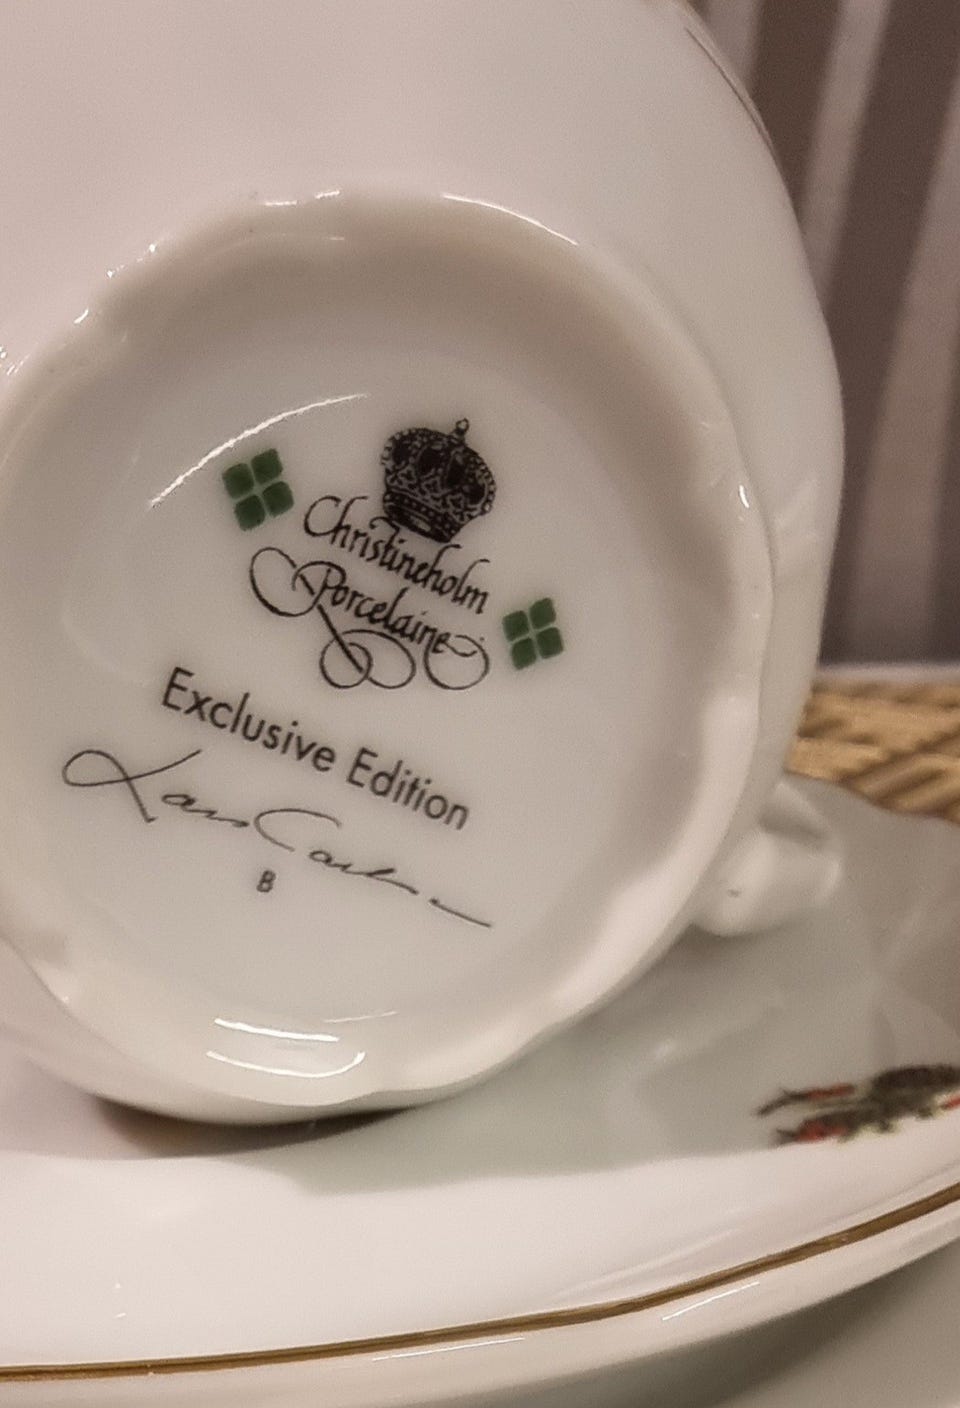 Christineholm
Porcelaine
Exclusive Edition
B